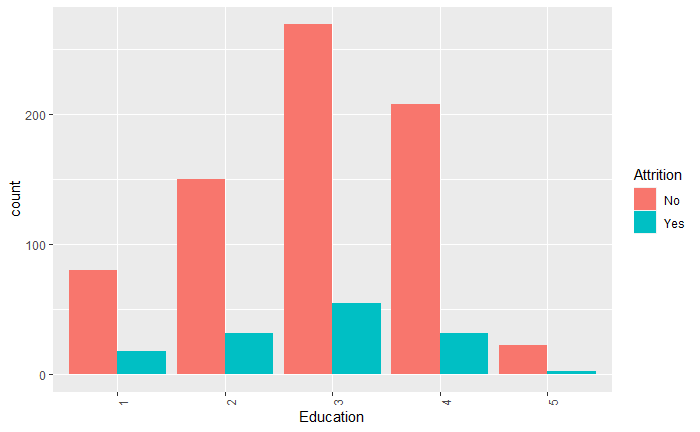 200
100
0
count
1
2
3
4
5
Education
Attrition
No
Yes